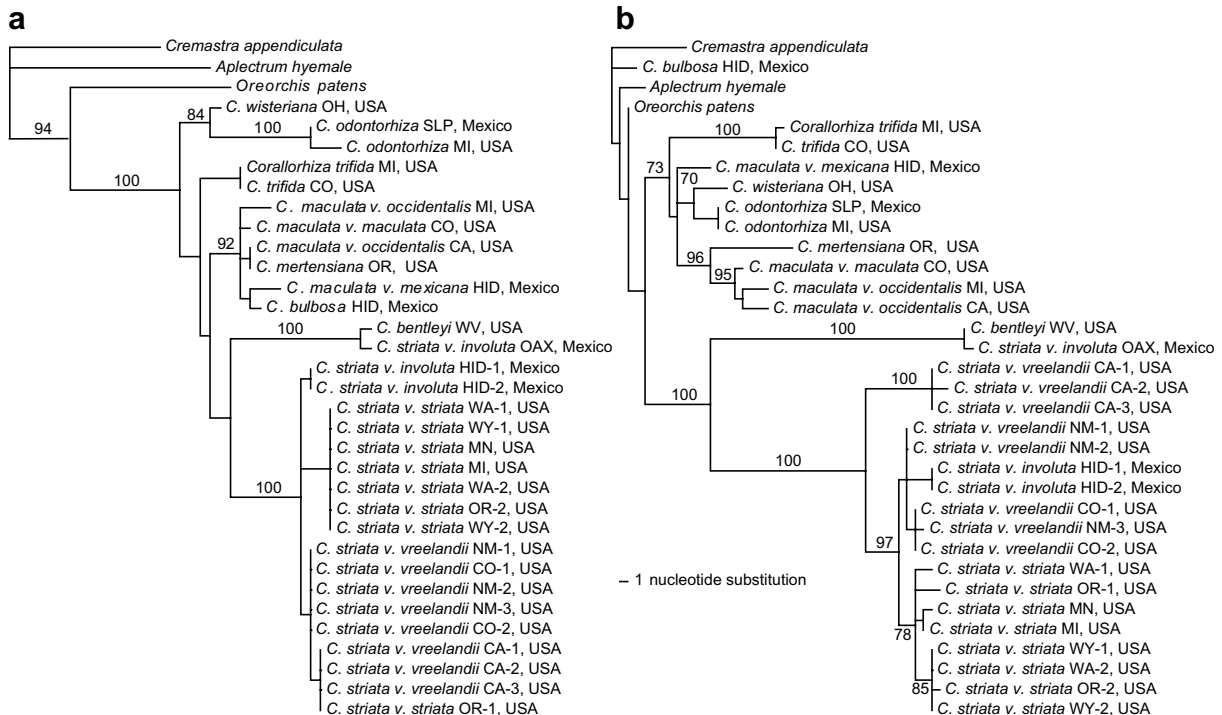 a
Cremastra appendiculata
Aplectrum hyemale
Oreorchis patens
94
84
C. wisteriana OH, USA
100
C. odontorhiza SLP, Mexico
C. odontorhiza MI, USA
100
Corallorhiza trifida MI, USA
C. trifida CO, USA
C. maculata v. occidentalis MI, USA
C. maculata v. maculata CO, USA
92
C. maculata v. occidentalis CA, USA
C. mertensiana OR, USA
C. maculata v. mexicana HID, Mexico
C. bulbosa HID, Mexico
100
C. bentleyi WV, USA
C. striata v. involuta OAX, Mexico
C. striata v. involuta HID-1, Mexico
C. striata v. involuta HID-2, Mexico
C. striata v. striata WA-1, USA
C. striata v. striata WY-1, USA
C. striata v. striata MN, USA
C. striata v. striata MI, USA
100
C. striata v. striata WA-2, USA
C. striata v. striata OR-2, USA
C. striata v. striata WY-2, USA
C. striata v. vreelandii NM-1, USA
C. striata v. vreelandii CO-1, USA
C. striata v. vreelandii NM-2, USA
C. striata v. vreelandii NM-3, USA
C. striata v. vreelandii CO-2, USA
C. striata v. vreelandii CA-1, USA
C. striata v. vreelandii CA-2, USA
C. striata v. vreelandii CA-3, USA
C. striata v. striata OR-1, USA
b
Cremastra appendiculata
C. bulbosa HID, Mexico
Aplectrum hyemale
Oreorchis patens
100
Corallorhiza trifida MI, USA
C. trifida CO, USA
73
C. maculata v. mexicana HID, Mexico
70
C. wisteriana OH, USA
C. odontorhiza SLP, Mexico
C. odontorhiza MI, USA
C. mertensiana OR, USA
96
C. maculata v. maculata CO, USA
95
C. maculata v. occidentalis MI, USA
C. maculata v. occidentalis CA, USA
100
C. bentleyi WV, USA
C. striata v. involuta OAX, Mexico
C. striata v. vreelandii CA-1, USA
100
C. striata v. vreelandii CA-2, USA
100
C. striata v. vreelandii CA-3, USA
C. striata v. vreelandii NM-1, USA
C. striata v. vreelandii NM-2, USA
100
C. striata v. involuta HID-1, Mexico
C. striata v. involuta HID-2, Mexico
C. striata v. vreelandii CO-1, USA
C. striata v. vreelandii NM-3, USA
97
C. striata v. vreelandii CO-2, USA
C. striata v. striata WA-1, USA
1 nucleotide substitution
C. striata v. striata OR-1, USA
C. striata v. striata MN, USA
C. striata v. striata MI, USA
78
C. striata v. striata WY-1, USA
C. striata v. striata WA-2, USA
85
C. striata v. striata OR-2, USA
C. striata v. striata WY-2, USA